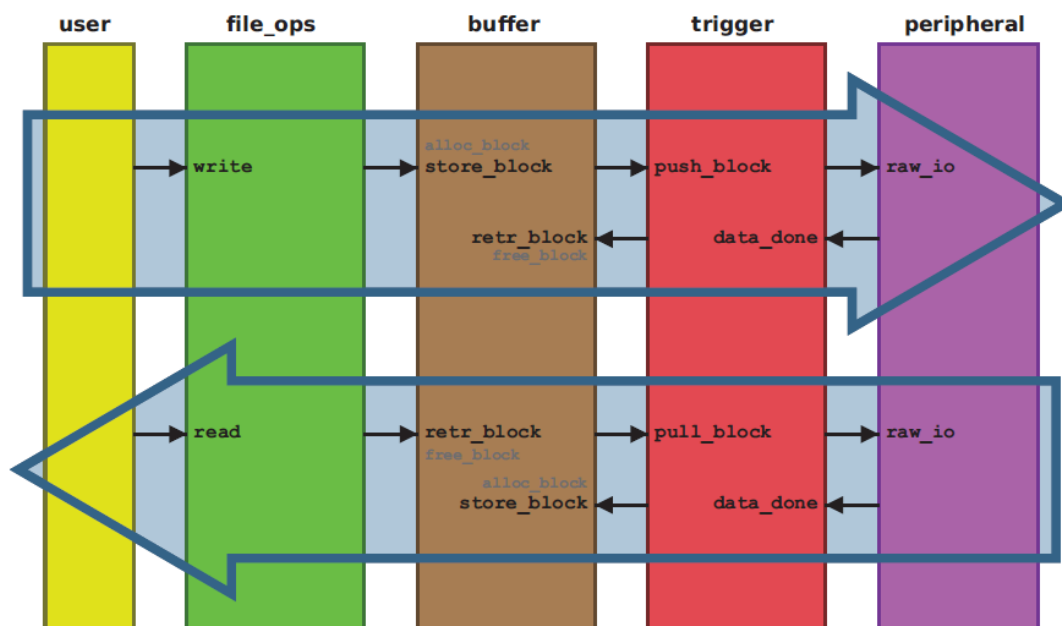 user file_ops buffer trigger peripheral
alloc_block
write store_block push_block raw_io
retr_block data_done
free_block
read retr_block pull_block raw_io
free_block
alloc_block
store_block data_done